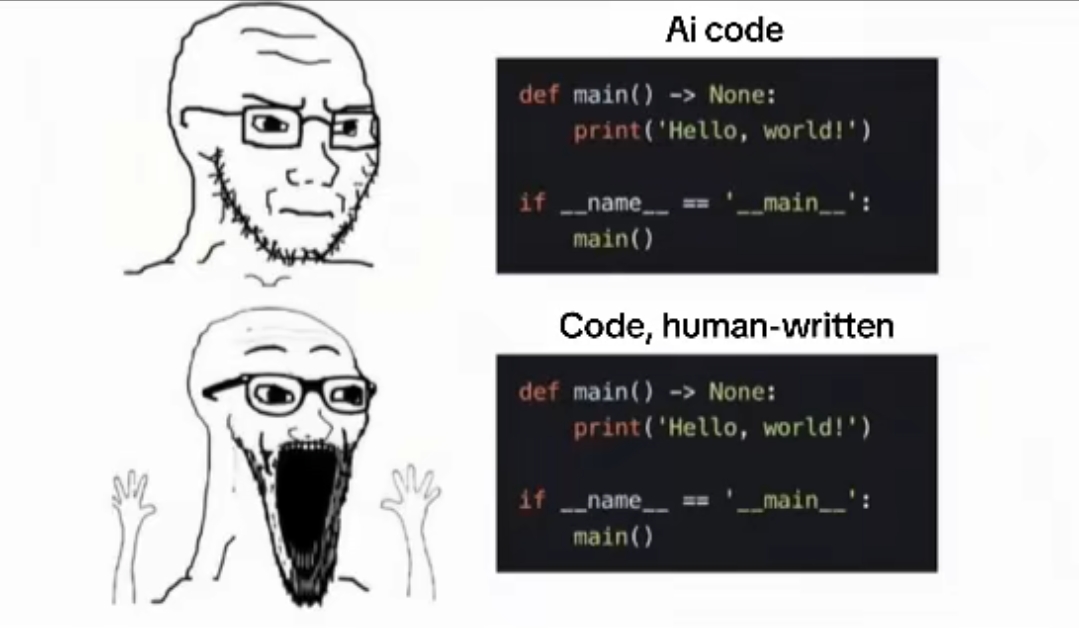 Ai code
def main() -> None:
    print('Hello, world!')
if __name__ == '__main__':
    main()
Code, human-written
def main() -> None:
    print('Hello, world!')
if __name__ == '__main__':
    main()